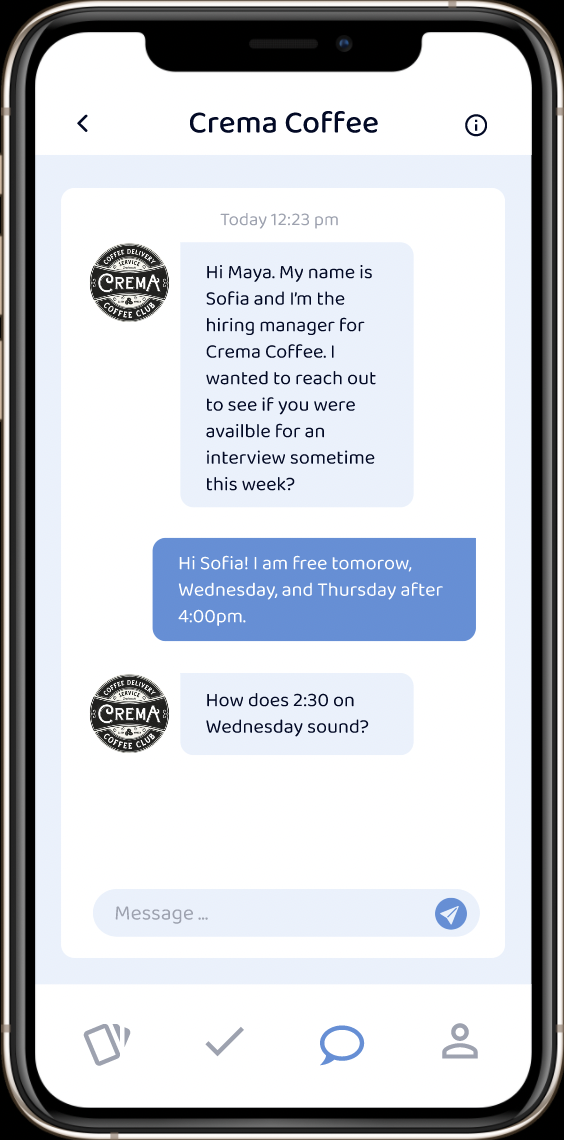 Crema Coffee
Today 12:23 pm
COFFEE DELIVERY
SERVICE
CREMA
COFFEE CLUB
Hi Maya. My name is
Sofia and I'm the
hiring manager for
Crema Coffee. I
wanted to reach out
to see if you were
availble for an
interview sometime
this week?
Hi Sofia! I am free tomorow,
Wednesday, and Thursday after
4:00pm.
COFFEE DELIVERY
SERVICE
CREMA
COFFEE CLUB
How does 2:30 on
Wednesday sound?
Message ...